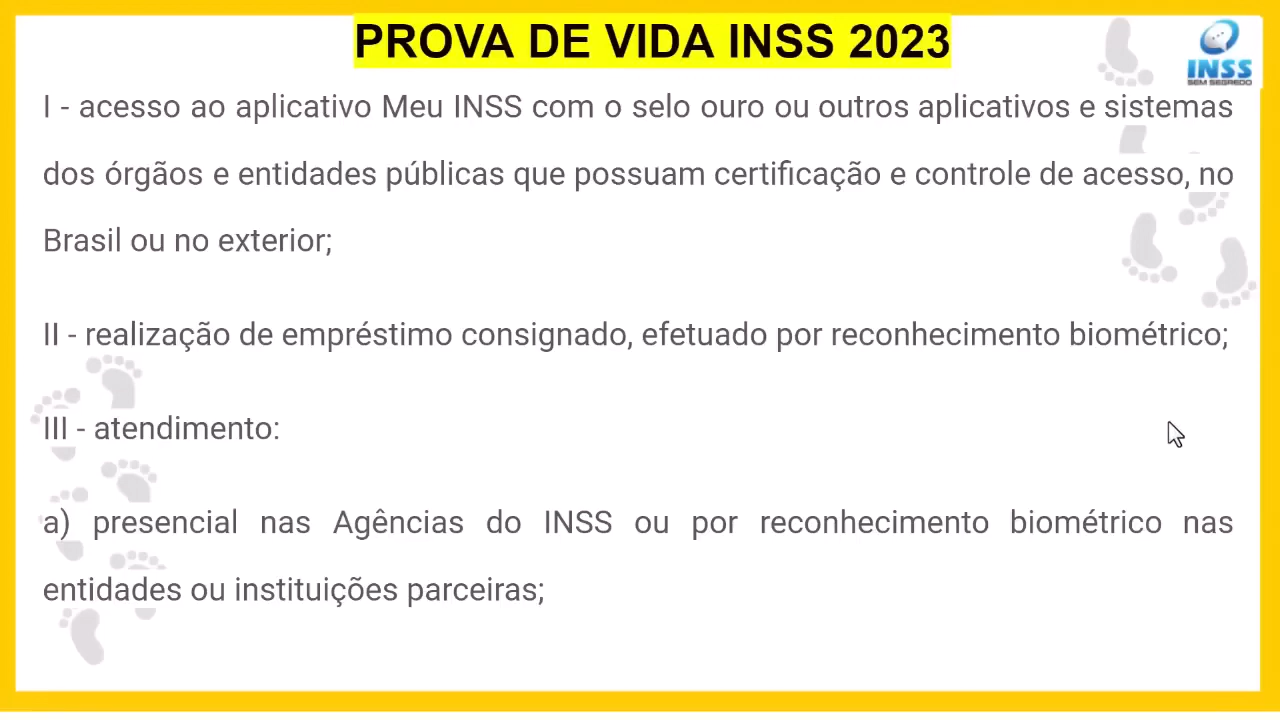 PROVA DE VIDA INSS 2023
INSS
SEM SEGREDO
I - acesso ao aplicativo Meu INSS com o selo ouro ou outros aplicativos e sistemas
dos órgãos e entidades públicas que possuam certificação e controle de acesso, no
Brasil ou no exterior;
II - realização de empréstimo consignado, efetuado por reconhecimento biométrico;
III - atendimento:
a) presencial nas Agências do INSS ou por reconhecimento biométrico nas
entidades ou instituições parceiras;